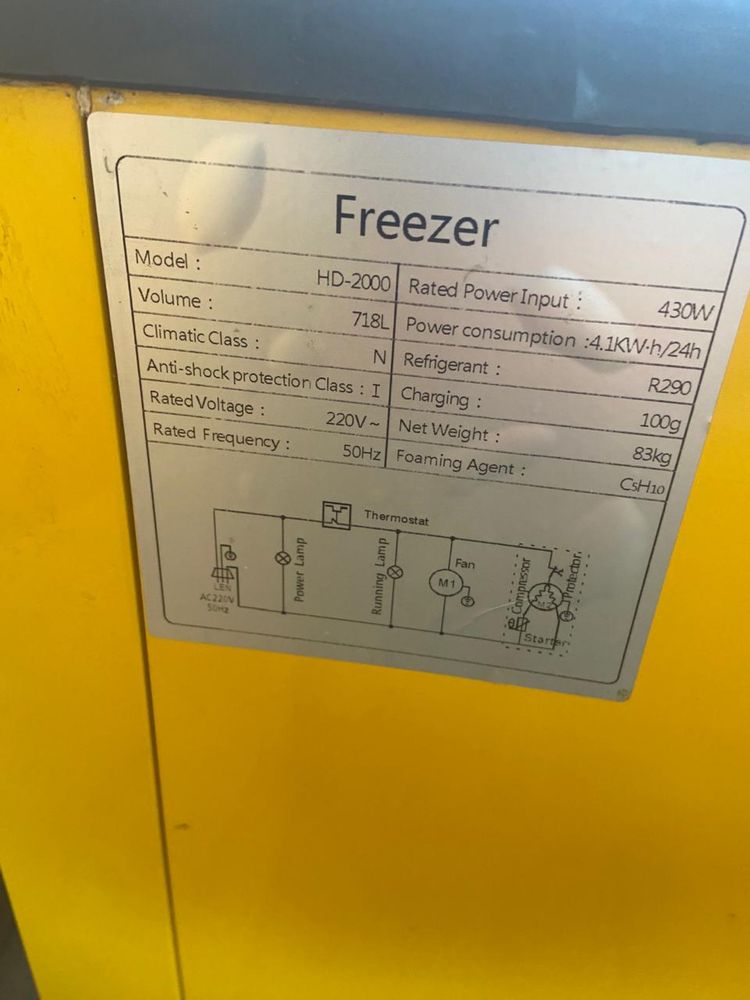 Freezer
Model : HD-2000
Volume : 718L
Climatic Class : N
Anti-shock protection Class : I
Rated Voltage : 220V~
Rated Frequency : 50Hz
Rated Power Input : 430W
Power consumption :4.1KW·h/24h
Refrigerant : R290
Charging : 100g
Net Weight : 83kg
Foaming Agent : C5H10
Thermostat
LEN
AC220V
50Hz
Power Lamp
Running Lamp
Fan
M1
Compressor
M2
Protector
Starter